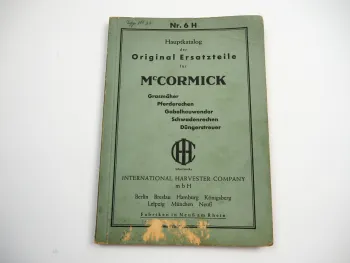 Nr. 6 H
Hauptkatalog
der
Original Ersatzteile
für
McCORMICK
Grasmäher
Pferderechen
Gabelheuwender
Schwadenrechen
Düngerstreuer
IHC
INTERNATIONAL HARVESTER COMPANY
m b H
Berlin Breslau Hamburg Königsberg
Leipzig München Neuß
Fabriken in Neuß am Rhein